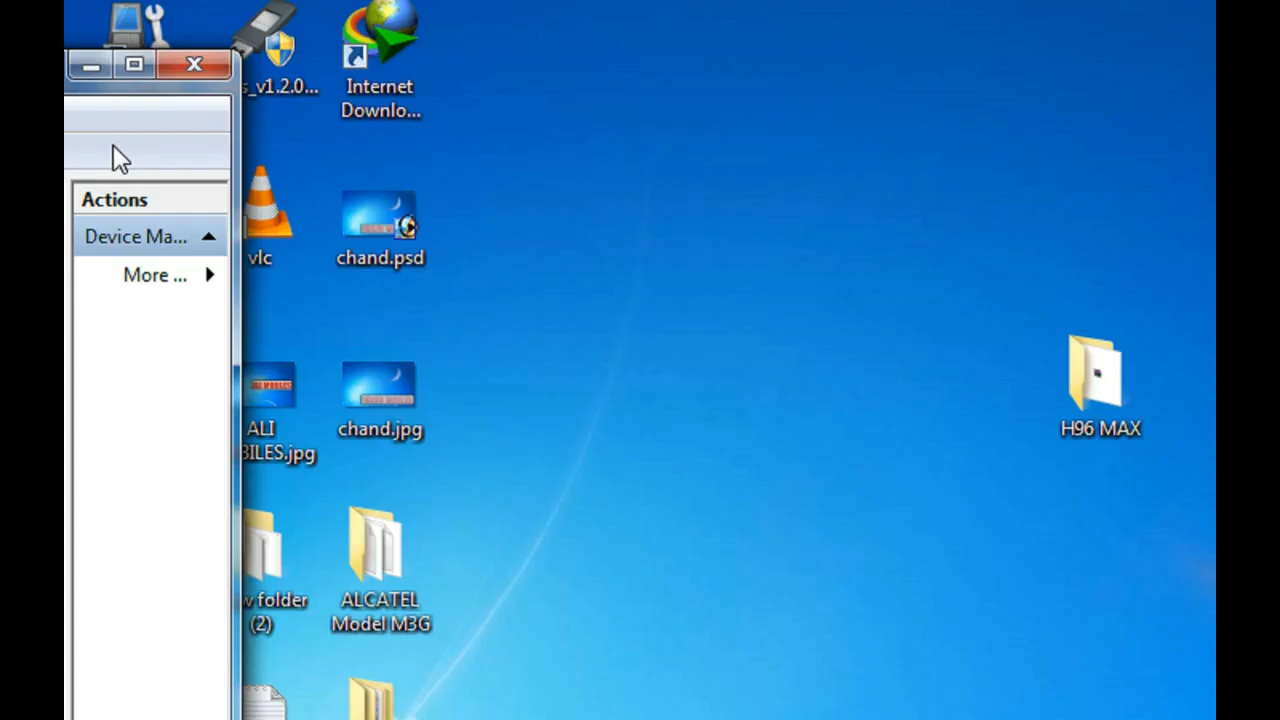 s_v1.2.0...
Internet
Downlo...
Actions
Device Ma...
More ...
vlc
chand.psd
ALI
BILES.jpg
chand.jpg
H96 MAX
w folder
(2)
ALCATEL
Model M3G